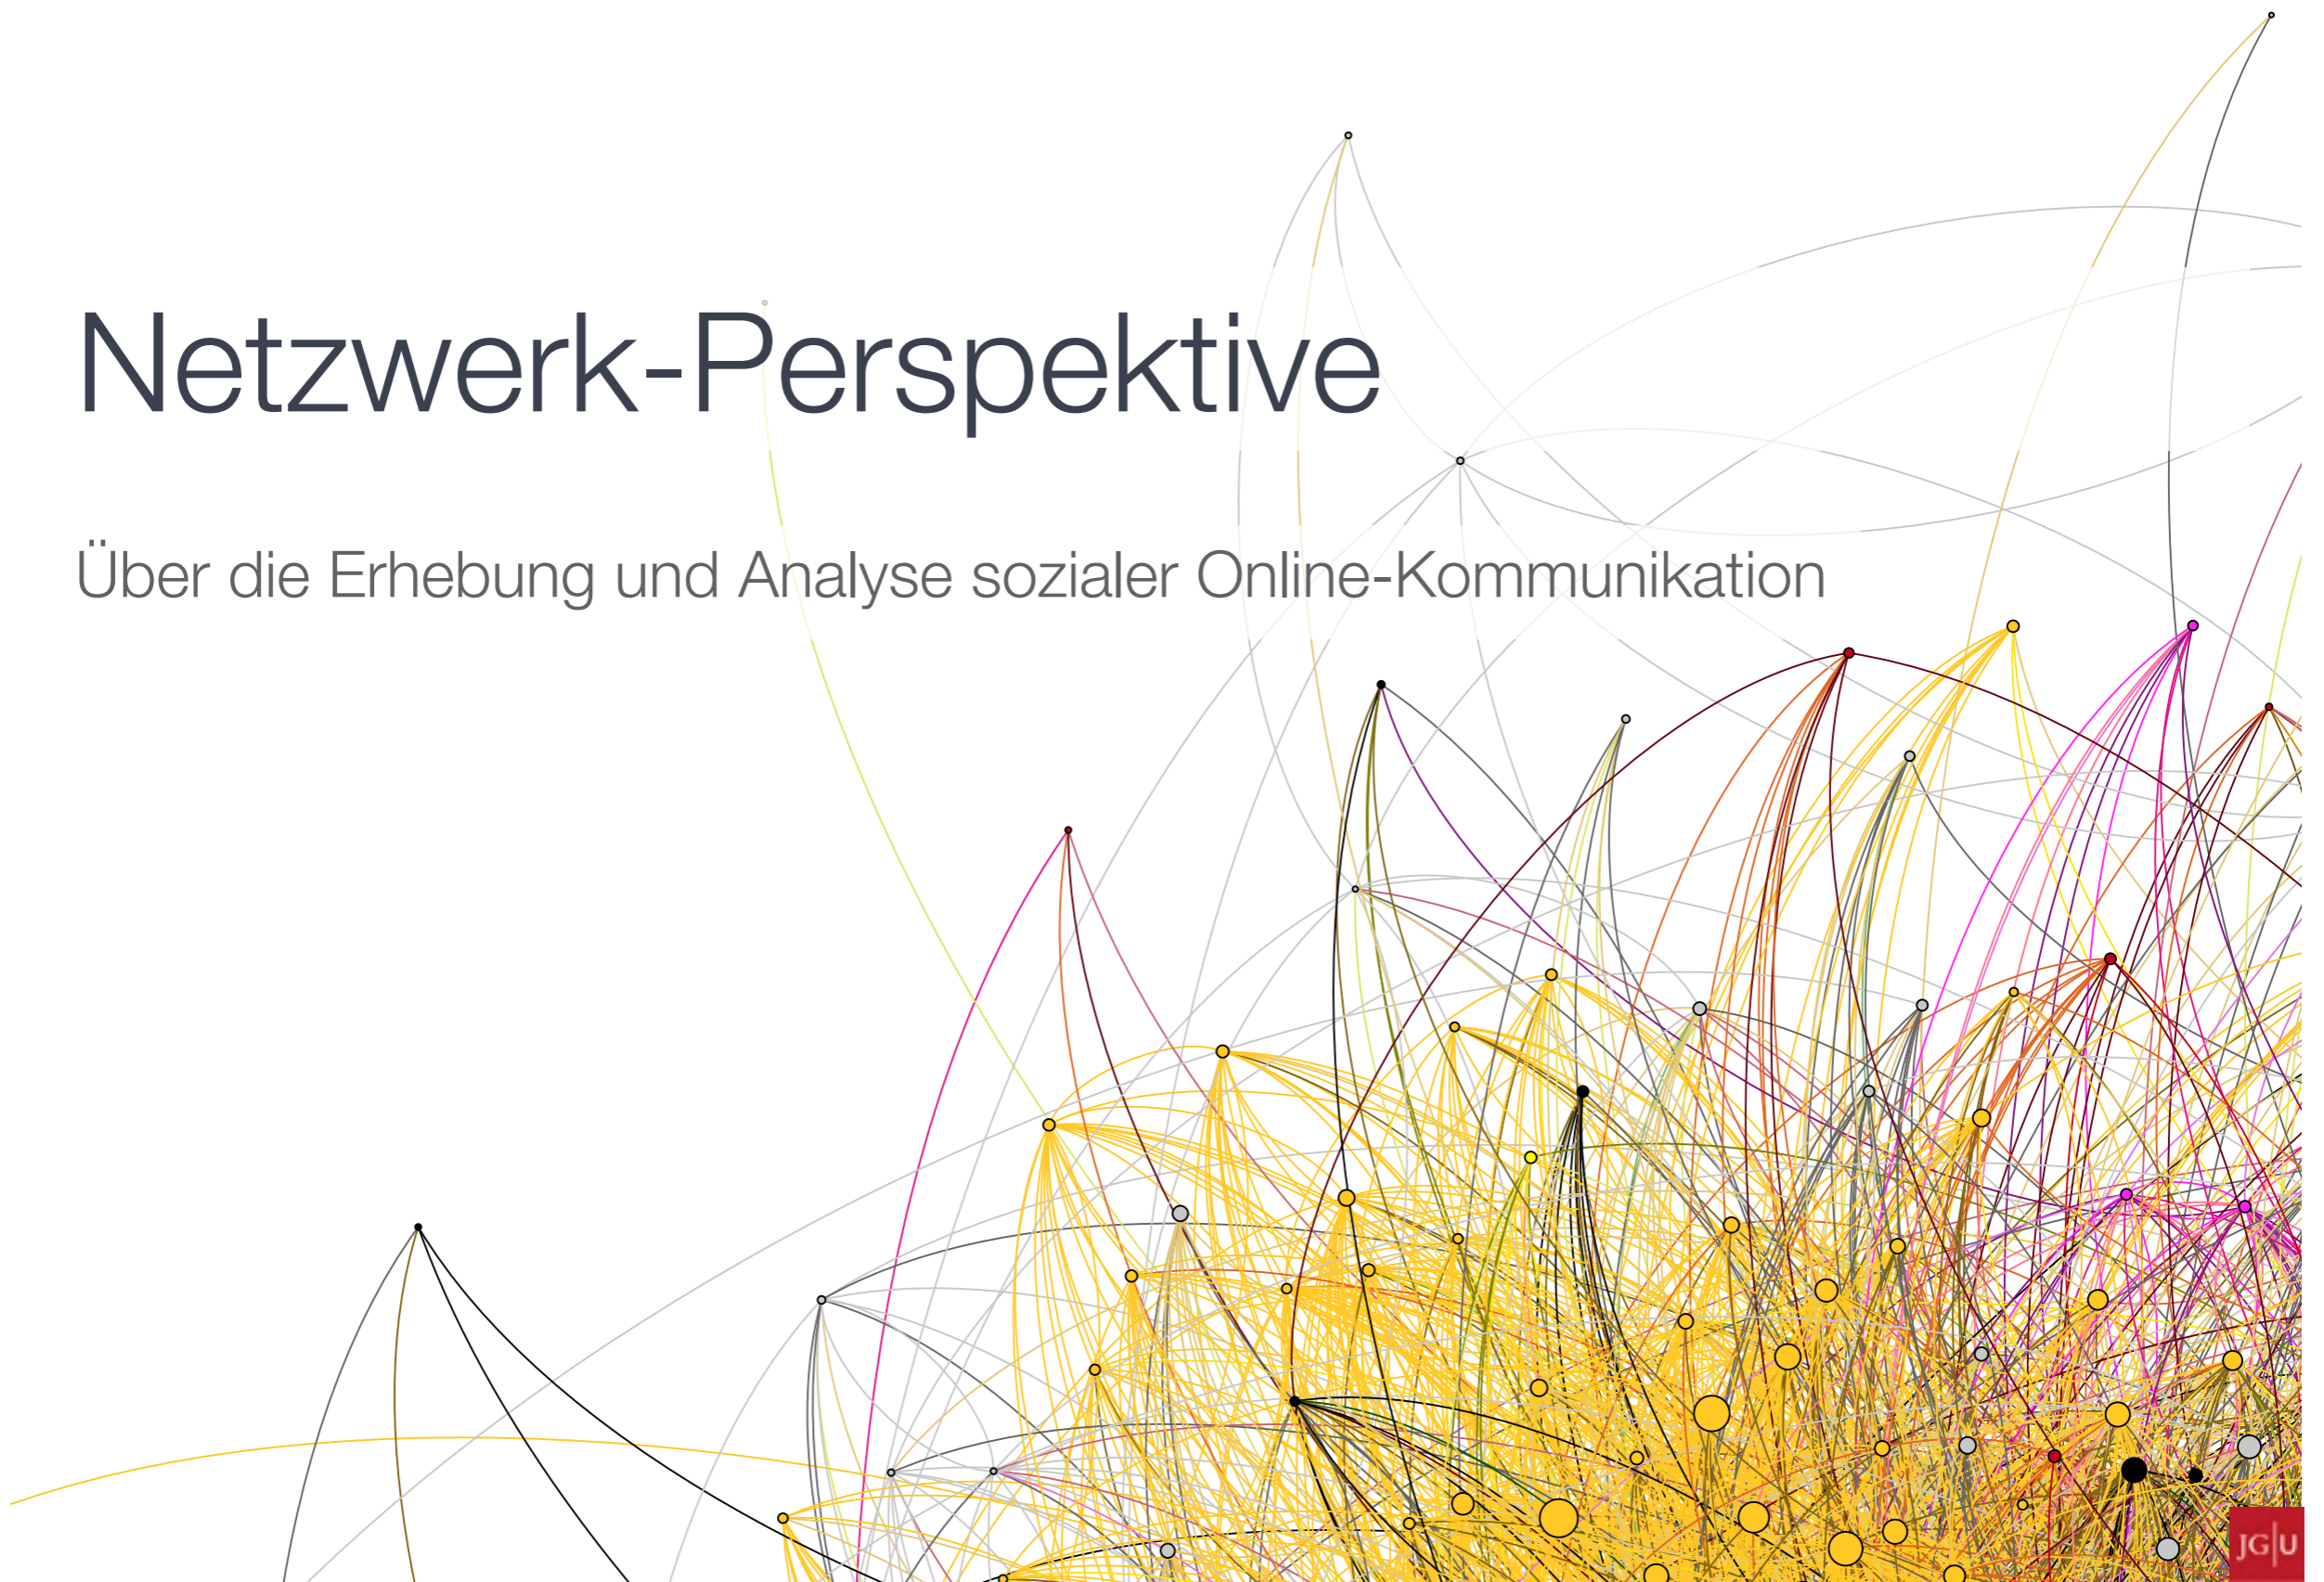 Netzwerk-Perspektive
Über die Erhebung und Analyse sozialer Online-Kommunikation
JG|U